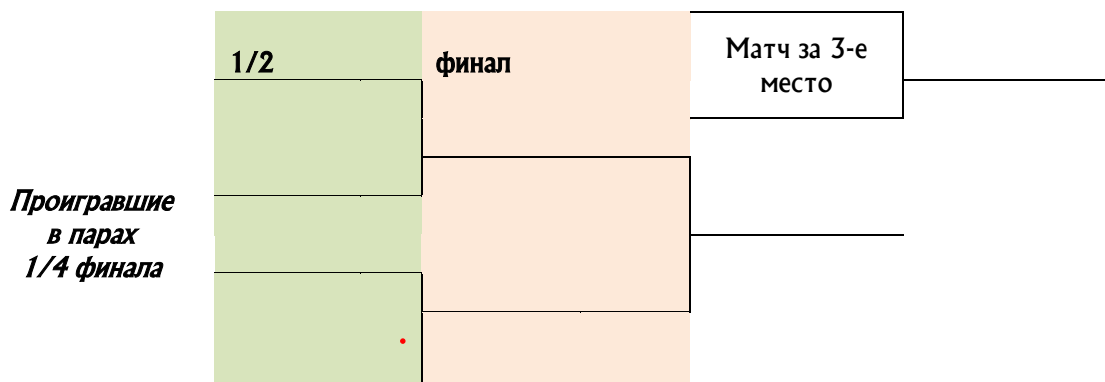 1/2
финал
Матч за 3-е
место
Проигравшие
в парах
1/4 финала